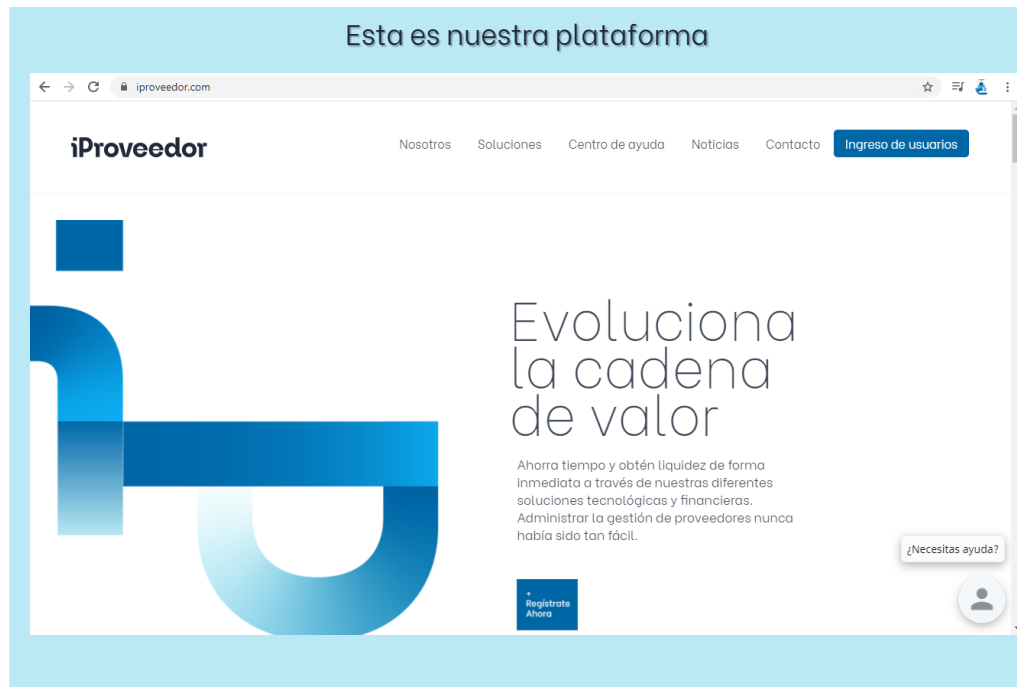 Esta es nuestra plataforma
iproveedor.com
iProveedor
Nosotros Soluciones Centro de ayuda Noticias Contacto Ingreso de usuarios
Evoluciona
la cadena
de valor
Ahorra tiempo y obtén liquidez de forma
inmediata a través de nuestras diferentes
soluciones tecnológicas y financieras.
Administrar la gestión de proveedores nunca
había sido tan fácil.
¿Necesitas ayuda?
+
Regístrate
Ahora